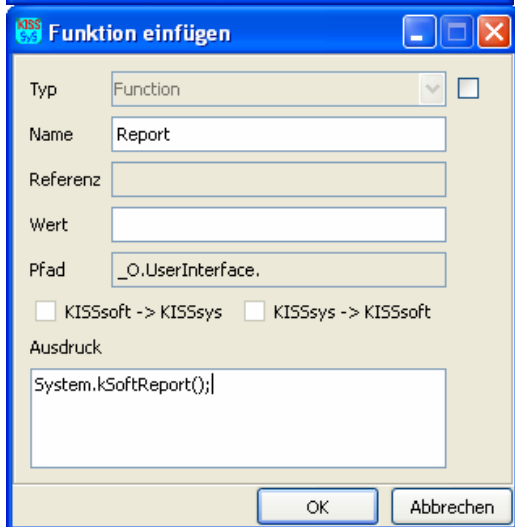 KISS
sys
Funktion einfügen
Typ Function
Name Report
Referenz
Wert
Pfad _O.UserInterface.
KISSsoft -> KISSsys KISSsys -> KISSsoft
Ausdruck
System.kSoftReport();
OK Abbrechen